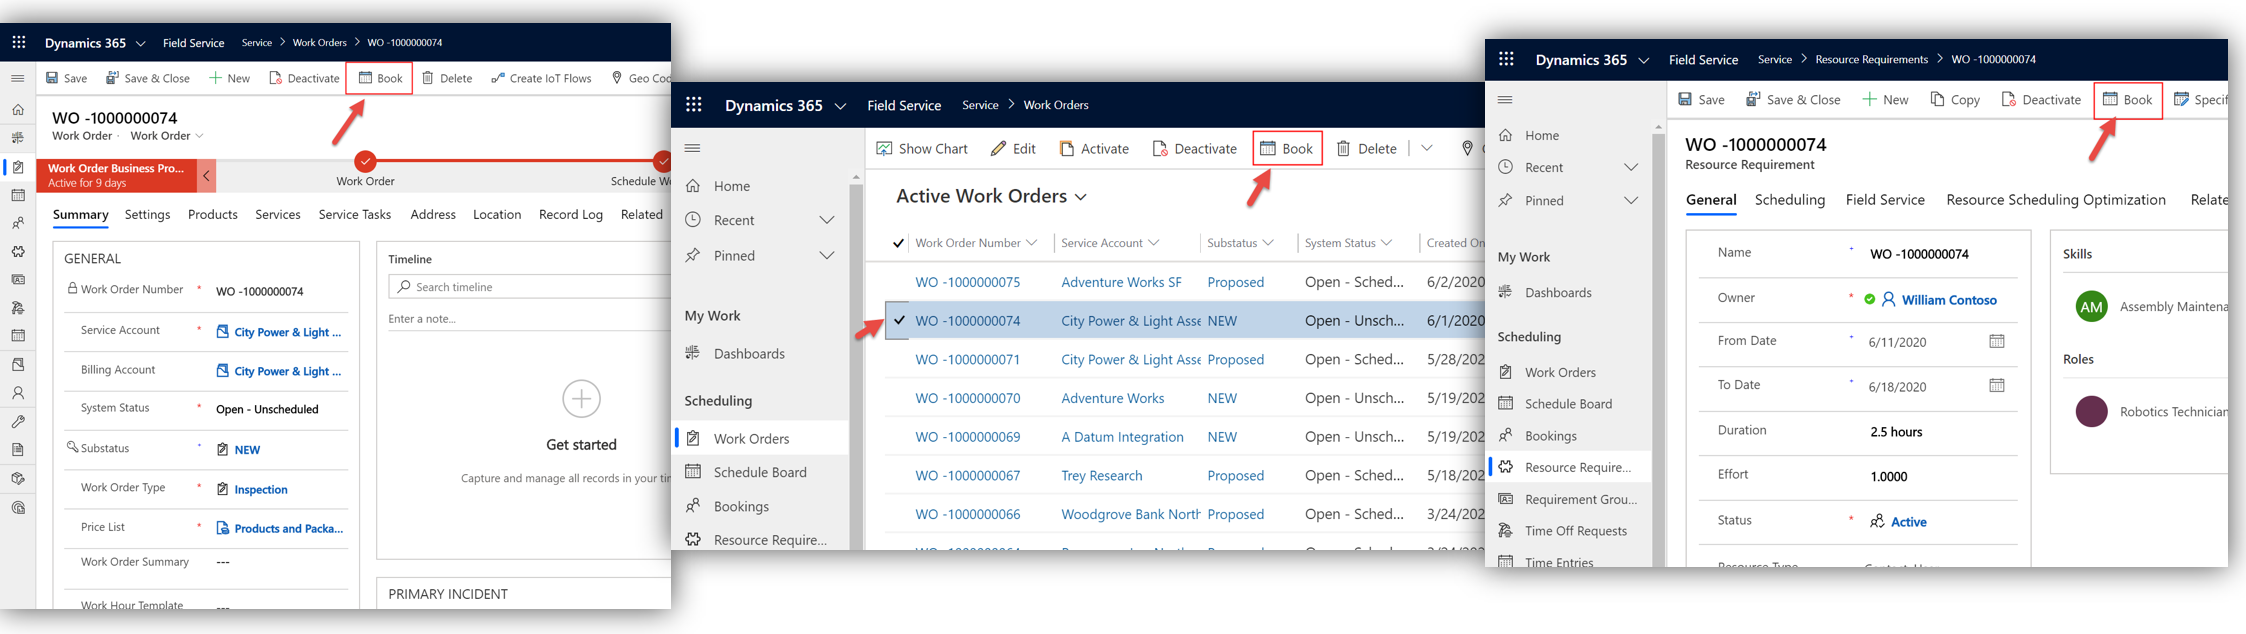 Dynamics 365 Field Service Service > Work Orders > WO -1000000074
Save Save & Close New Deactivate Book Delete Create IoT Flows Geo
WO -1000000074
Work Order · Work Order
Work Order Business Pro...
Active for 9 days
Work Order
Schedule
Summary Settings Products Services Service Tasks Address Location Record Log Related
GENERAL
Work Order Number * WO -1000000074
Service Account * City Power & Light ...
Billing Account City Power & Light ...
System Status * Open - Unscheduled
Substatus + NEW
Work Order Type * Inspection
Price List * Products and Packa...
Work Order Summary ---
Work Hour Template ---
Timeline
Search timeline
Enter a note...
Get started
Capture and manage all records in your
PRIMARY INCIDENT
Dynamics 365 Field Service Service > Work Orders
Show Chart Edit Activate Deactivate Book Delete
Home
Recent
Pinned
My Work
Dashboards
Scheduling
Work Orders
Schedule Board
Bookings
Resource Require...
Active Work Orders
Work Order Number Service Account Substatus System Status Created On
WO -1000000075 Adventure Works SF Proposed Open - Sched... 6/2/2020
WO -1000000074 City Power & Light Asse NEW Open - Unsch... 6/1/2020
WO -1000000071 City Power & Light Asse Proposed Open - Sched... 5/28/202
WO -1000000070 Adventure Works NEW Open - Unsch... 5/19/202
WO -1000000069 A Datum Integration NEW Open - Unsch... 5/19/202
WO -1000000067 Trey Research Proposed Open - Sched... 5/18/202
WO -1000000066 Woodgrove Bank North Proposed Open - Sched... 3/24/202
Dynamics 365 Field Service Service > Resource Requirements > WO -1000000074
Save Save & Close New Copy Deactivate Book Specif
Home
Recent
Pinned
My Work
Dashboards
Scheduling
Work Orders
Schedule Board
Bookings
Resource Require...
Requirement Grou...
Time Off Requests
Time Entries
WO -1000000074
Resource Requirement
General Scheduling Field Service Resource Scheduling Optimization Relate
Name + WO -1000000074
Owner * William Contoso
From Date + 6/11/2020
To Date + 6/18/2020
Duration 2.5 hours
Effort 1.0000
Status * Active
Resource Type
Skills
AM Assembly Maintena
Roles
Robotics Technician